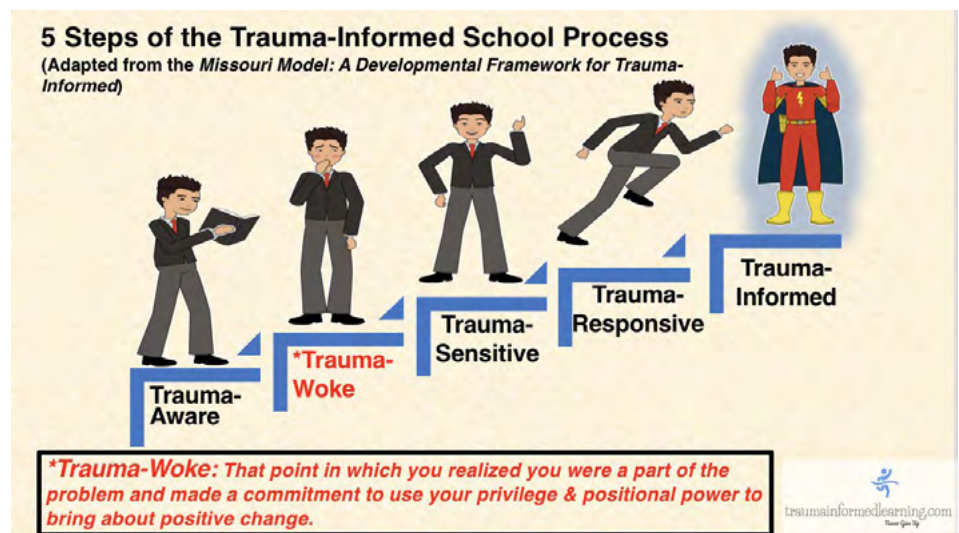 5 Steps of the Trauma-Informed School Process
(Adapted from the Missouri Model: A Developmental Framework for Trauma-
Informed)
Trauma-
Aware
*Trauma-
Woke
Trauma-
Sensitive
Trauma-
Responsive
Trauma-
Informed
*Trauma-Woke: That point in which you realized you were a part of the
problem and made a commitment to use your privilege & positional power to
bring about positive change.
traumainformedlearning.com
Never Give Up